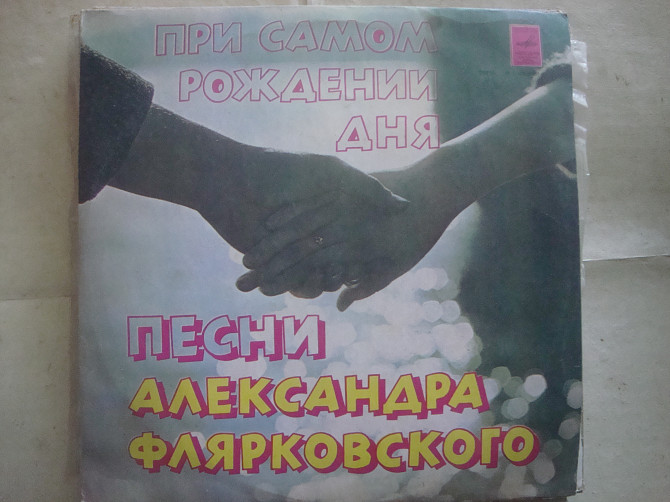 ПРИ САМОМ
РОЖДЕНИИ
ДНЯ
ПЕСНИ
АЛЕКСАНДРА
ФЛЯРКОВСКОГО